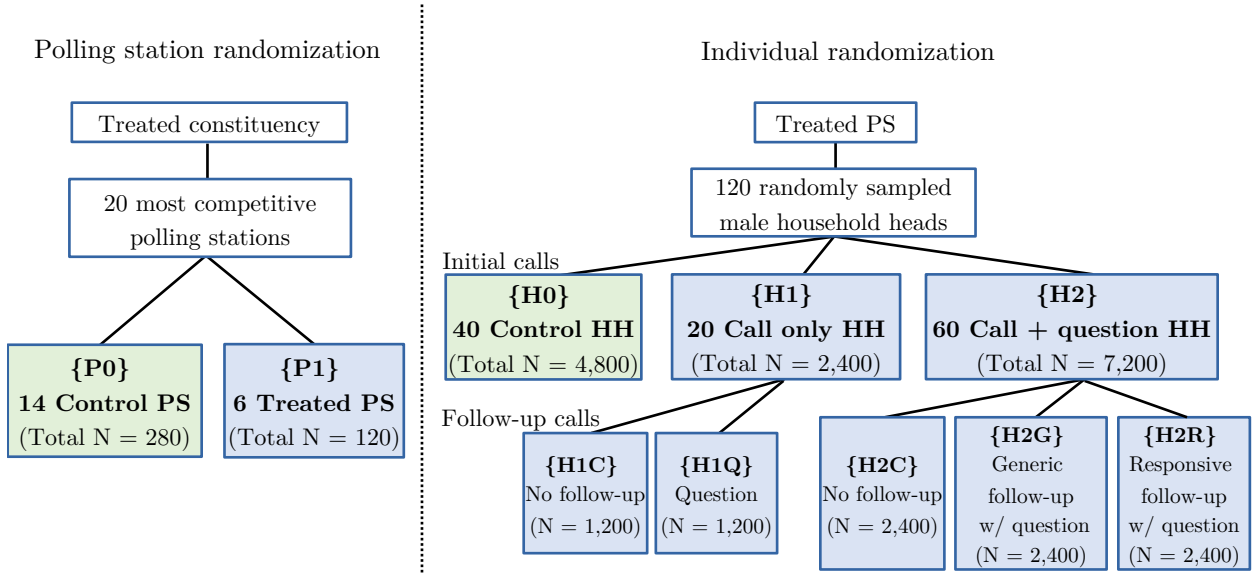 Polling station randomization
Treated constituency
20 most competitive
polling stations
{P0}
14 Control PS
(Total N = 280)
{P1}
6 Treated PS
(Total N = 120)
Individual randomization
Treated PS
120 randomly sampled
male household heads
Initial calls
{H0}
40 Control HH
(Total N = 4,800)
{H1}
20 Call only HH
(Total N = 2,400)
{H2}
60 Call + question HH
(Total N = 7,200)
Follow-up calls
{H1C}
No follow-up
(N = 1,200)
{H1Q}
Question
(N = 1,200)
{H2C}
No follow-up
(N = 2,400)
{H2G}
Generic
follow-up
w/ question
(N = 2,400)
{H2R}
Responsive
follow-up
w/ question
(N = 2,400)